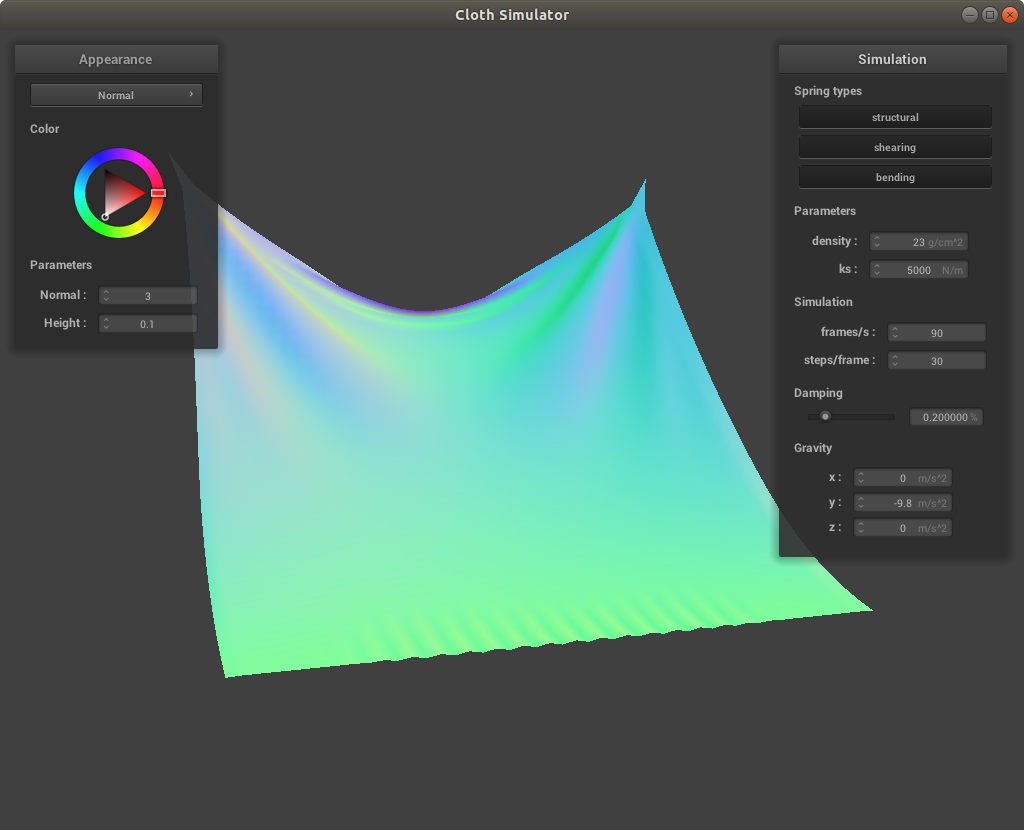 Cloth Simulator
Appearance
Normal
Color
Parameters
Normal : 3
Height : 0.1
Simulation
Spring types
structural
shearing
bending
Parameters
density : 23 g/cm^2
ks : 5000 N/m
Simulation
frames/s : 90
steps/frame : 30
Damping
0.200000 %
Gravity
x : 0 m/s^2
y : -9.8 m/s^2
z : 0 m/s^2